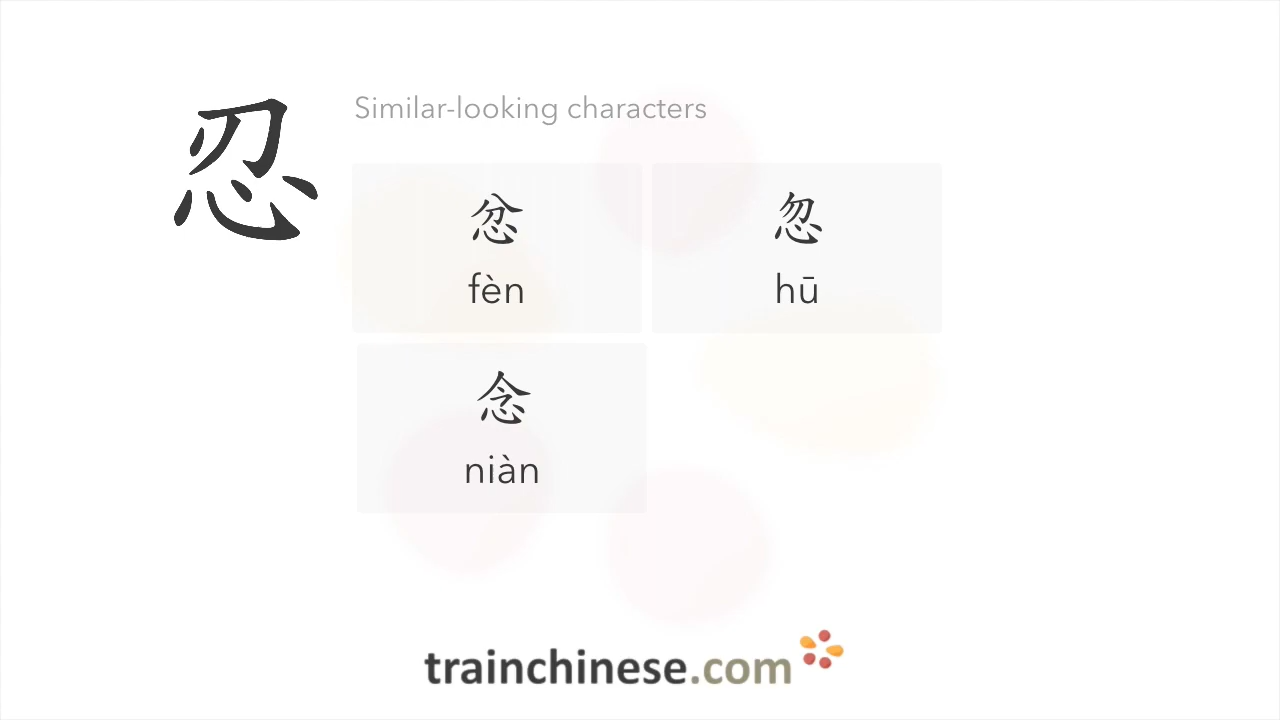 忍
Similar-looking characters
忿 忽
fèn hū
念
niàn
trainchinese.com